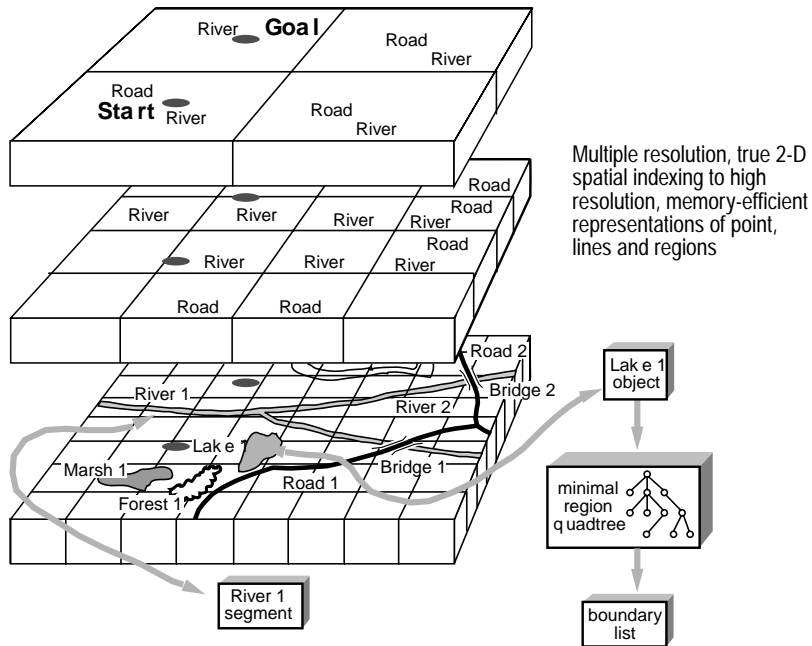 River Goal
Road
River
Road
Start River
Road
River
Multiple resolution, true 2-D
spatial indexing to high
resolution, memory-efficient
representations of point,
lines and regions
Road
River River River River Road
River River River Road
Road Road
Road 2
River 1
River 2
Bridge 2
Lake
Bridge 1
Marsh 1
Road 1
Forest 1
Lake 1
object
minimal
region
quadtree
River 1
segment
boundary
list